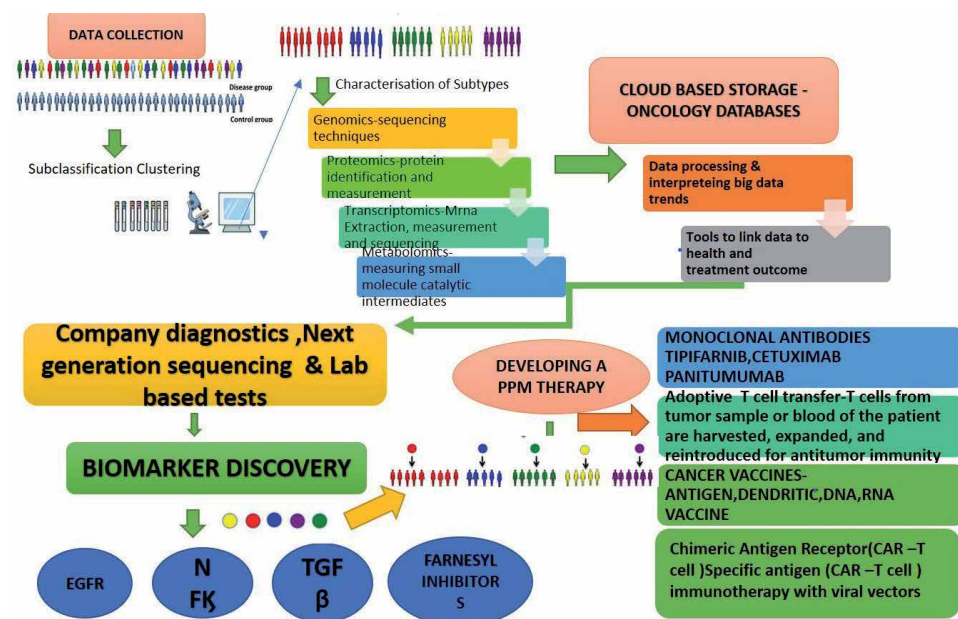 DATA COLLECTION
Disease group
Control group
Subclassification Clustering
Characterisation of Subtypes
Genomics-sequencing
techniques
Proteomics-protein
identification and
measurement
Transcriptomics-Mrna
Extraction, measurement
and sequencing
Metabolomics-
measuring small
molecule catalytic
intermediates
CLOUD BASED STORAGE -
ONCOLOGY DATABASES
Data processing &
interpreteing big data
trends
Tools to link data to
health and
treatment outcome
Company diagnostics ,Next
generation sequencing & Lab
based tests
BIOMARKER DISCOVERY
EGFR
N
FӃ
TGF
β
FARNESYL
INHIBITOR
S
DEVELOPING A
PPM THERAPY
MONOCLONAL ANTIBODIES
TIPIFARNIB,CETUXIMAB
PANITUMUMAB
Adoptive T cell transfer-T cells from
tumor sample or blood of the patient
are harvested, expanded, and
reintroduced for antitumor immunity
CANCER VACCINES-
ANTIGEN,DENDRITIC,DNA,RNA
VACCINE
Chimeric Antigen Receptor(CAR –T
cell )Specific antigen (CAR –T cell )
immunotherapy with viral vectors